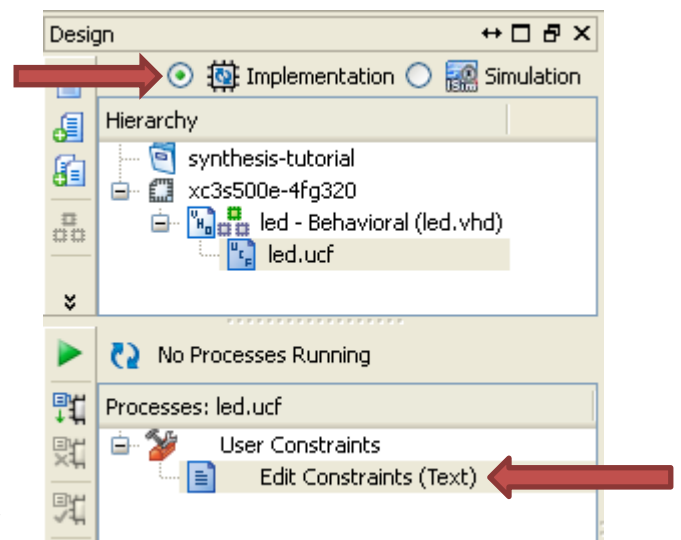 Design
Implementation Simulation
Hierarchy
synthesis-tutorial
xc3s500e-4fg320
led - Behavioral (led.vhd)
led.ucf
No Processes Running
Processes: led.ucf
User Constraints
Edit Constraints (Text)